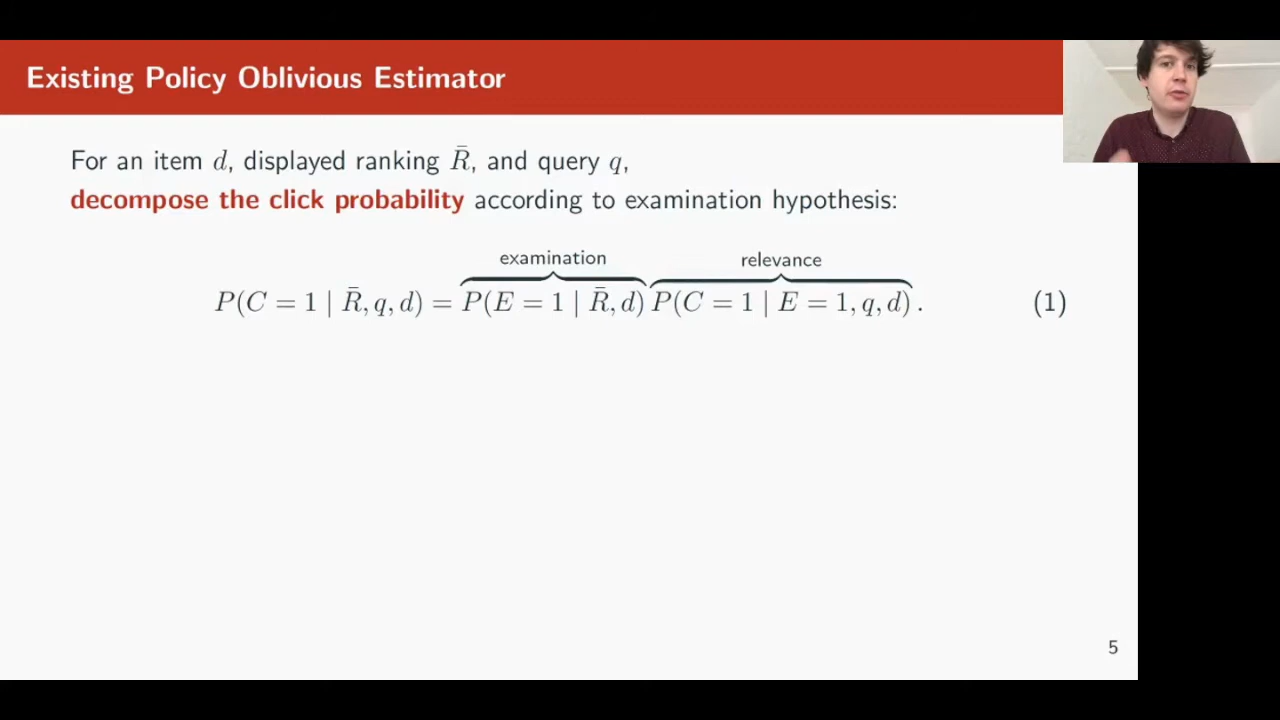 Existing Policy Oblivious Estimator
For an item d, displayed ranking R̄, and query q,
decompose the click probability according to examination hypothesis:
examination relevance
P(C = 1 | R̄, q, d) = P(E = 1 | R̄, d) P(C = 1 | E = 1, q, d) . (1)
5